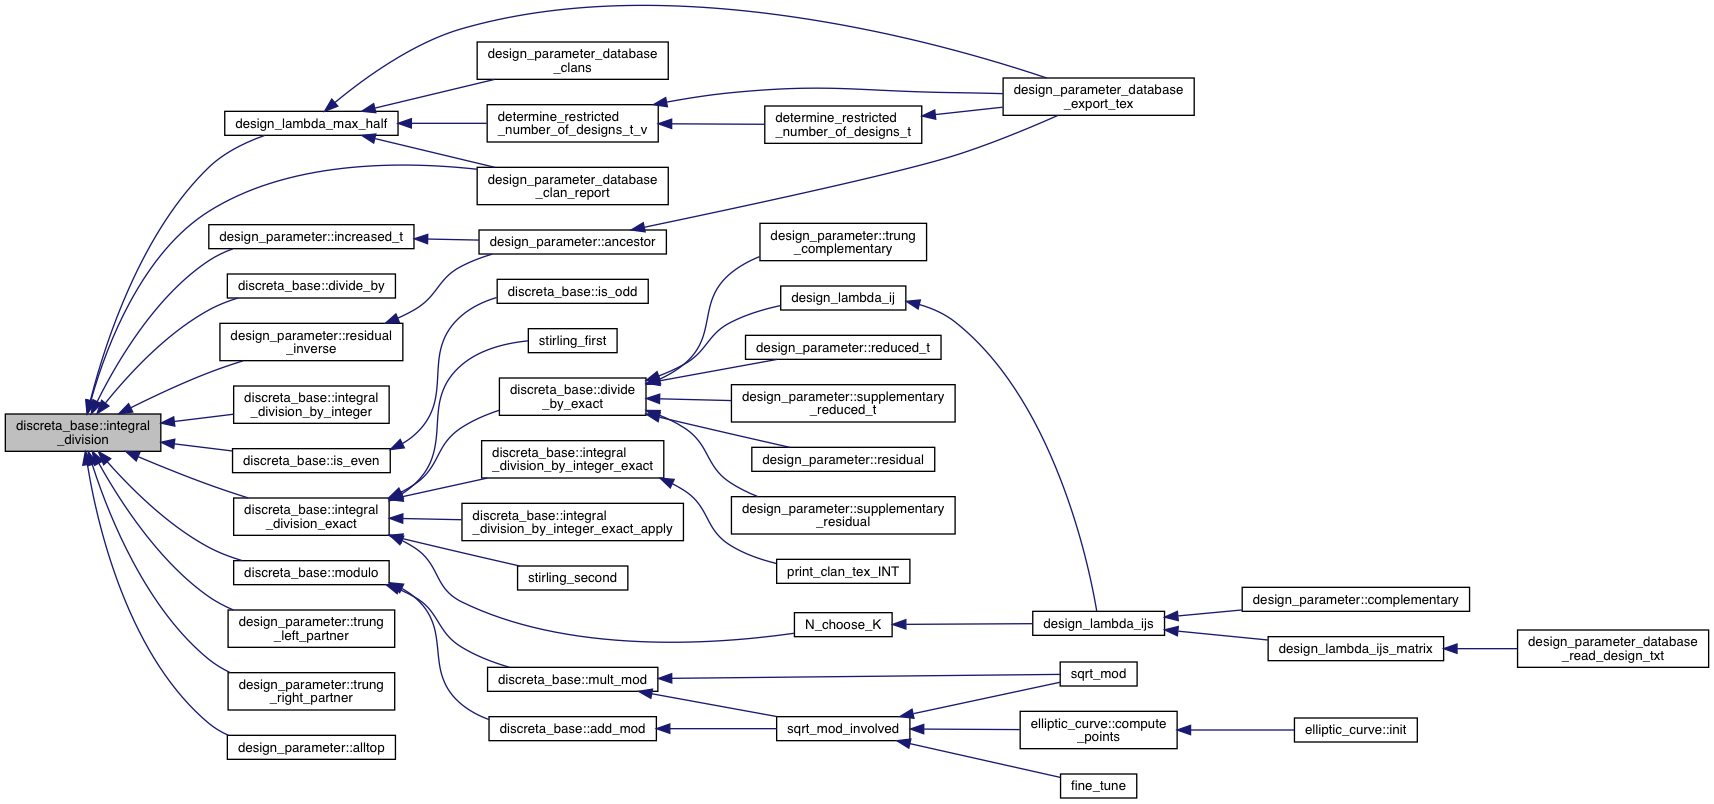 discreta_base::integral
_division
design_lambda_max_half
design_parameter::increased_t
discreta_base::divide_by
design_parameter::residual
_inverse
discreta_base::integral
_division_by_integer
discreta_base::is_even
discreta_base::integral
_division_exact
discreta_base::modulo
design_parameter::trung
_left_partner
design_parameter::trung
_right_partner
design_parameter::alltop
design_parameter_database
_clans
determine_restricted
_number_of_designs_t_v
design_parameter_database
_clan_report
design_parameter::ancestor
discreta_base::is_odd
stirling_first
discreta_base::divide
_by_exact
discreta_base::integral
_division_by_integer_exact
discreta_base::integral
_division_by_integer_exact_apply
stirling_second
discreta_base::mult_mod
discreta_base::add_mod
determine_restricted
_number_of_designs_t
design_parameter::trung
_complementary
design_lambda_ij
design_parameter::reduced_t
design_parameter::supplementary
_reduced_t
design_parameter::residual
design_parameter::supplementary
_residual
print_clan_tex_INT
N_choose_K
sqrt_mod_involved
design_parameter_database
_export_tex
design_lambda_ijs
sqrt_mod
elliptic_curve::compute
_points
fine_tune
design_parameter::complementary
design_lambda_ijs_matrix
elliptic_curve::init
design_parameter_database
_read_design_txt